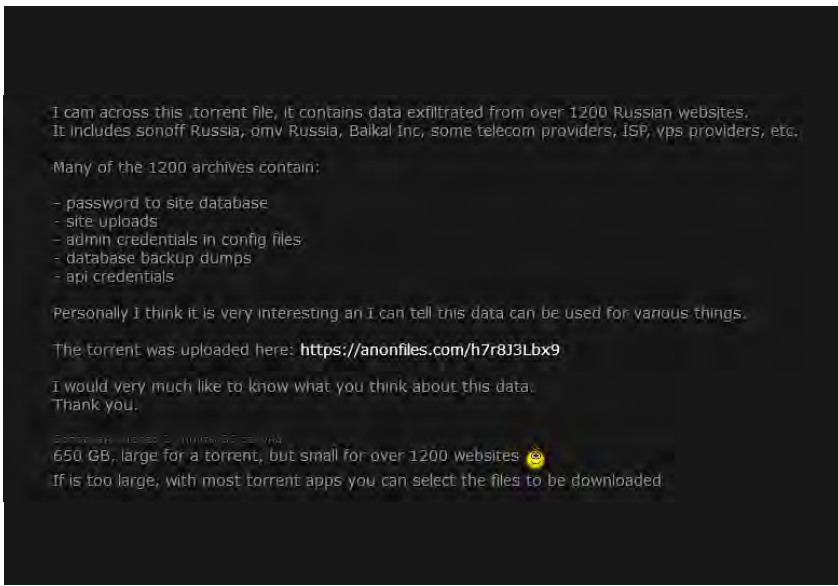 I cam across this .torrent file, it contains data exfiltrated from over 1200 Russian websites.
It includes sonoff Russia, omv Russia, Baikal Inc, some telecom providers, ISP, vps providers, etc.
Many of the 1200 archives contain:
- password to site database
- site uploads
- admin credentials in config files
- database backup dumps
- api credentials
Personally I think it is very interesting an I can tell this data can be used for various things.
The torrent was uploaded here: https://anonfiles.com/h7r8J3Lbx9
I would very much like to know what you think about this data.
Thank you.
650 GB, large for a torrent, but small for over 1200 websites
If is too large, with most torrent apps you can select the files to be downloaded